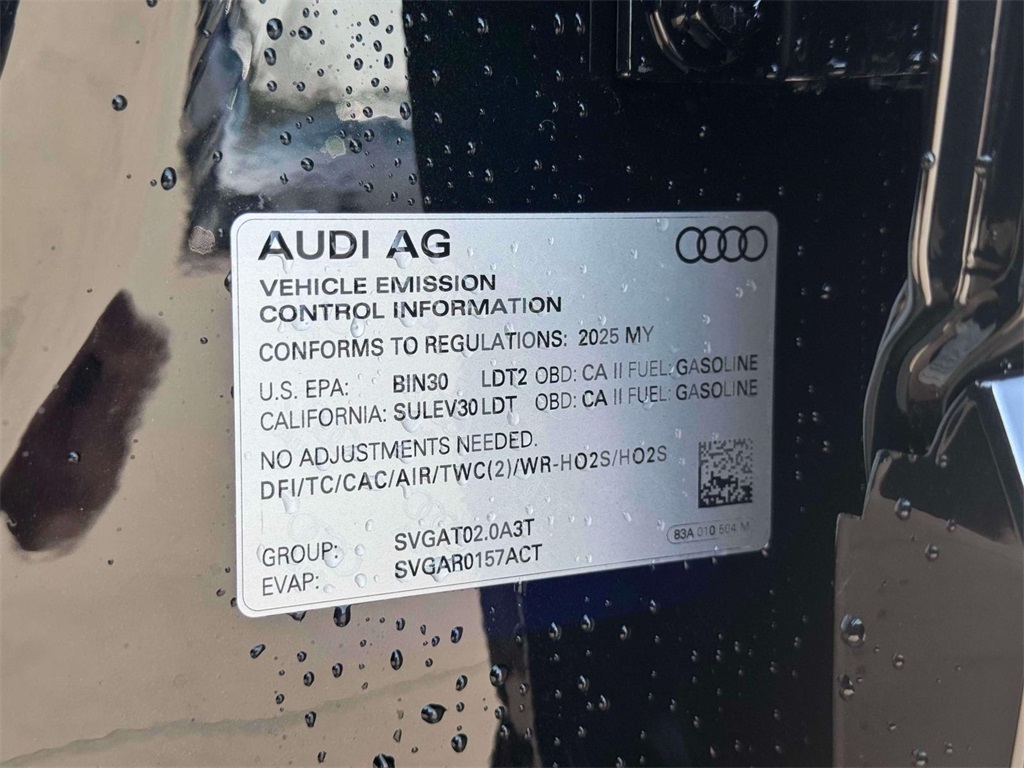 AUDI AG
VEHICLE EMISSION
CONTROL INFORMATION
CONFORMS TO REGULATIONS: 2025 MY
U.S. EPA: BIN30 LDT2 OBD: CA II FUEL: GASOLINE
CALIFORNIA: SULEV30 LDT OBD: CA II FUEL: GASOLINE
NO ADJUSTMENTS NEEDED.
DFI/TC/CAC/AIR/TWC(2)/WR-HO2S/HO2S
GROUP: SVGAT02.0A3T
EVAP: SVGAR0157ACT
83A 010 504 M